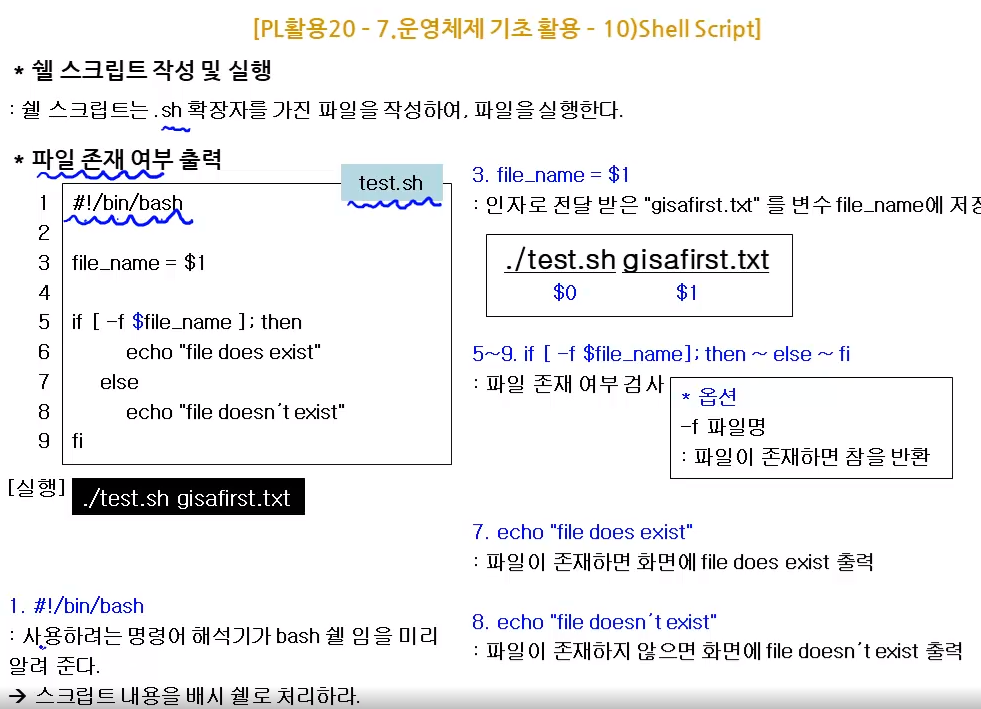 [PL활용20 - 7.운영체제 기초 활용 - 10)Shell Script]
* 쉘 스크립트 작성 및 실행
: 쉘 스크립트는 .sh 확장자를 가진 파일을 작성하여, 파일을 실행한다.
* 파일 존재 여부 출력
test.sh
1 #!/bin/bash
2
3 file_name = $1
4
5 if [ -f $file_name ]; then
6 echo "file does exist"
7 else
8 echo "file doesn´t exist"
9 fi
[실행] ./test.sh gisafirst.txt
1. #!/bin/bash
: 사용하려는 명령어 해석기가 bash 쉘 임을 미리
알려 준다.
→ 스크립트 내용을 배시 쉘로 처리하라.
3. file_name = $1
: 인자로 전달 받은 "gisafirst.txt" 를 변수 file_name에 저장
./test.sh gisafirst.txt
$0 $1
5~9. if [ -f $file_name]; then ~ else ~ fi
: 파일 존재 여부 검사
* 옵션
-f 파일명
: 파일이 존재하면 참을 반환
7. echo "file does exist"
: 파일이 존재하면 화면에 file does exist 출력
8. echo "file doesn´t exist"
: 파일이 존재하지 않으면 화면에 file doesn´t exist 출력